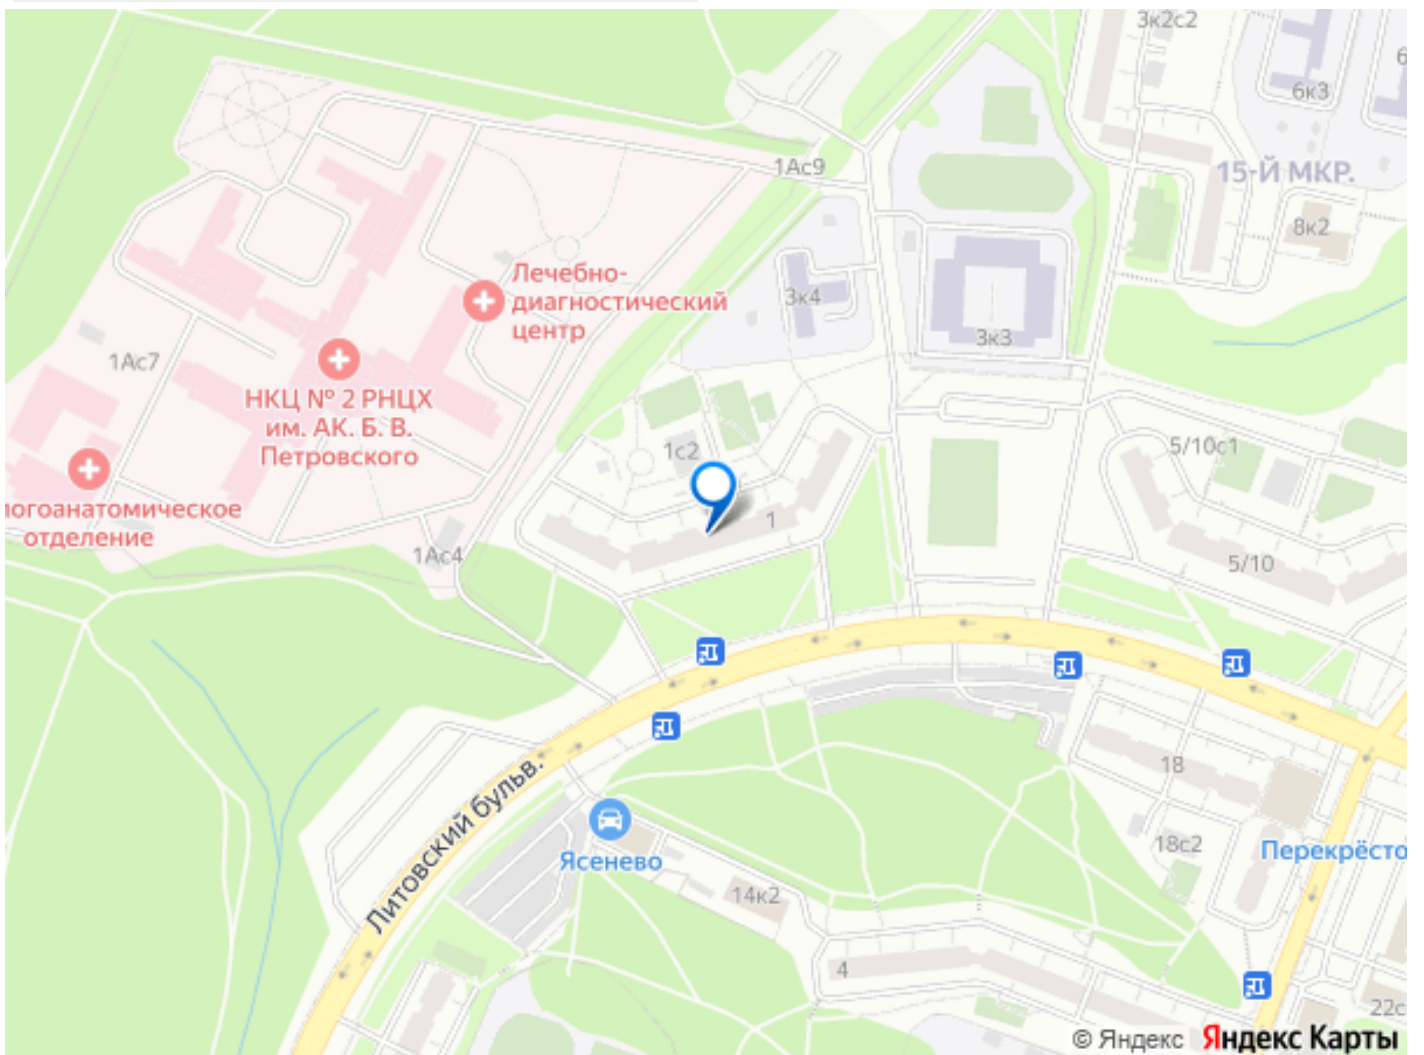 3к2с2
6к3
1Ас9
15-Й МКР.
8к2
Лечебно-
диагностический
центр
3к4
3к3
1Ас7
НКЦ № 2 РНЦХ
им. АК. Б. В.
Петровского
1с2
5/10с1
логоанатомическое
отделение
1
1Ас4
5/10
Литовский бульв.
18
Ясенево
18с2
Перекрёсто
14к2
4
22с
© Яндекс Яндекс Карты